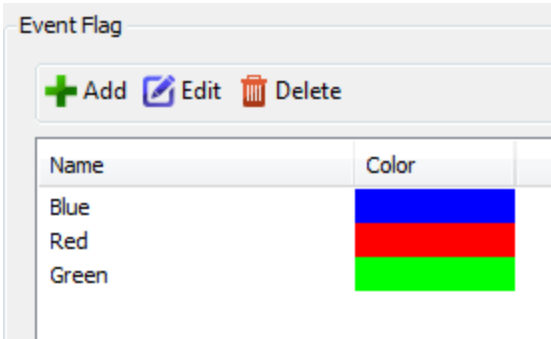 Event Flag
Add Edit Delete
Name Color
Blue
Red
Green